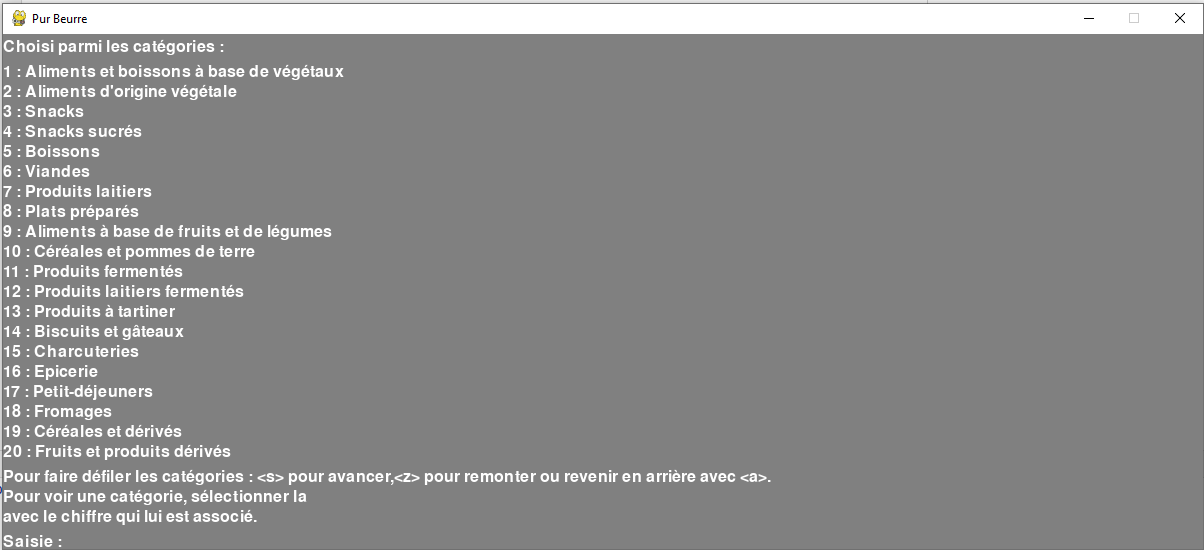 Pur Beurre
Choisi parmi les catégories :
1 : Aliments et boissons à base de végétaux
2 : Aliments d'origine végétale
3 : Snacks
4 : Snacks sucrés
5 : Boissons
6 : Viandes
7 : Produits laitiers
8 : Plats préparés
9 : Aliments à base de fruits et de légumes
10 : Céréales et pommes de terre
11 : Produits fermentés
12 : Produits laitiers fermentés
13 : Produits à tartiner
14 : Biscuits et gâteaux
15 : Charcuteries
16 : Epicerie
17 : Petit-déjeuners
18 : Fromages
19 : Céréales et dérivés
20 : Fruits et produits dérivés
Pour faire défiler les catégories : <s> pour avancer,<z> pour remonter ou revenir en arrière avec <a>.
Pour voir une catégorie, sélectionner la
avec le chiffre qui lui est associé.
Saisie :